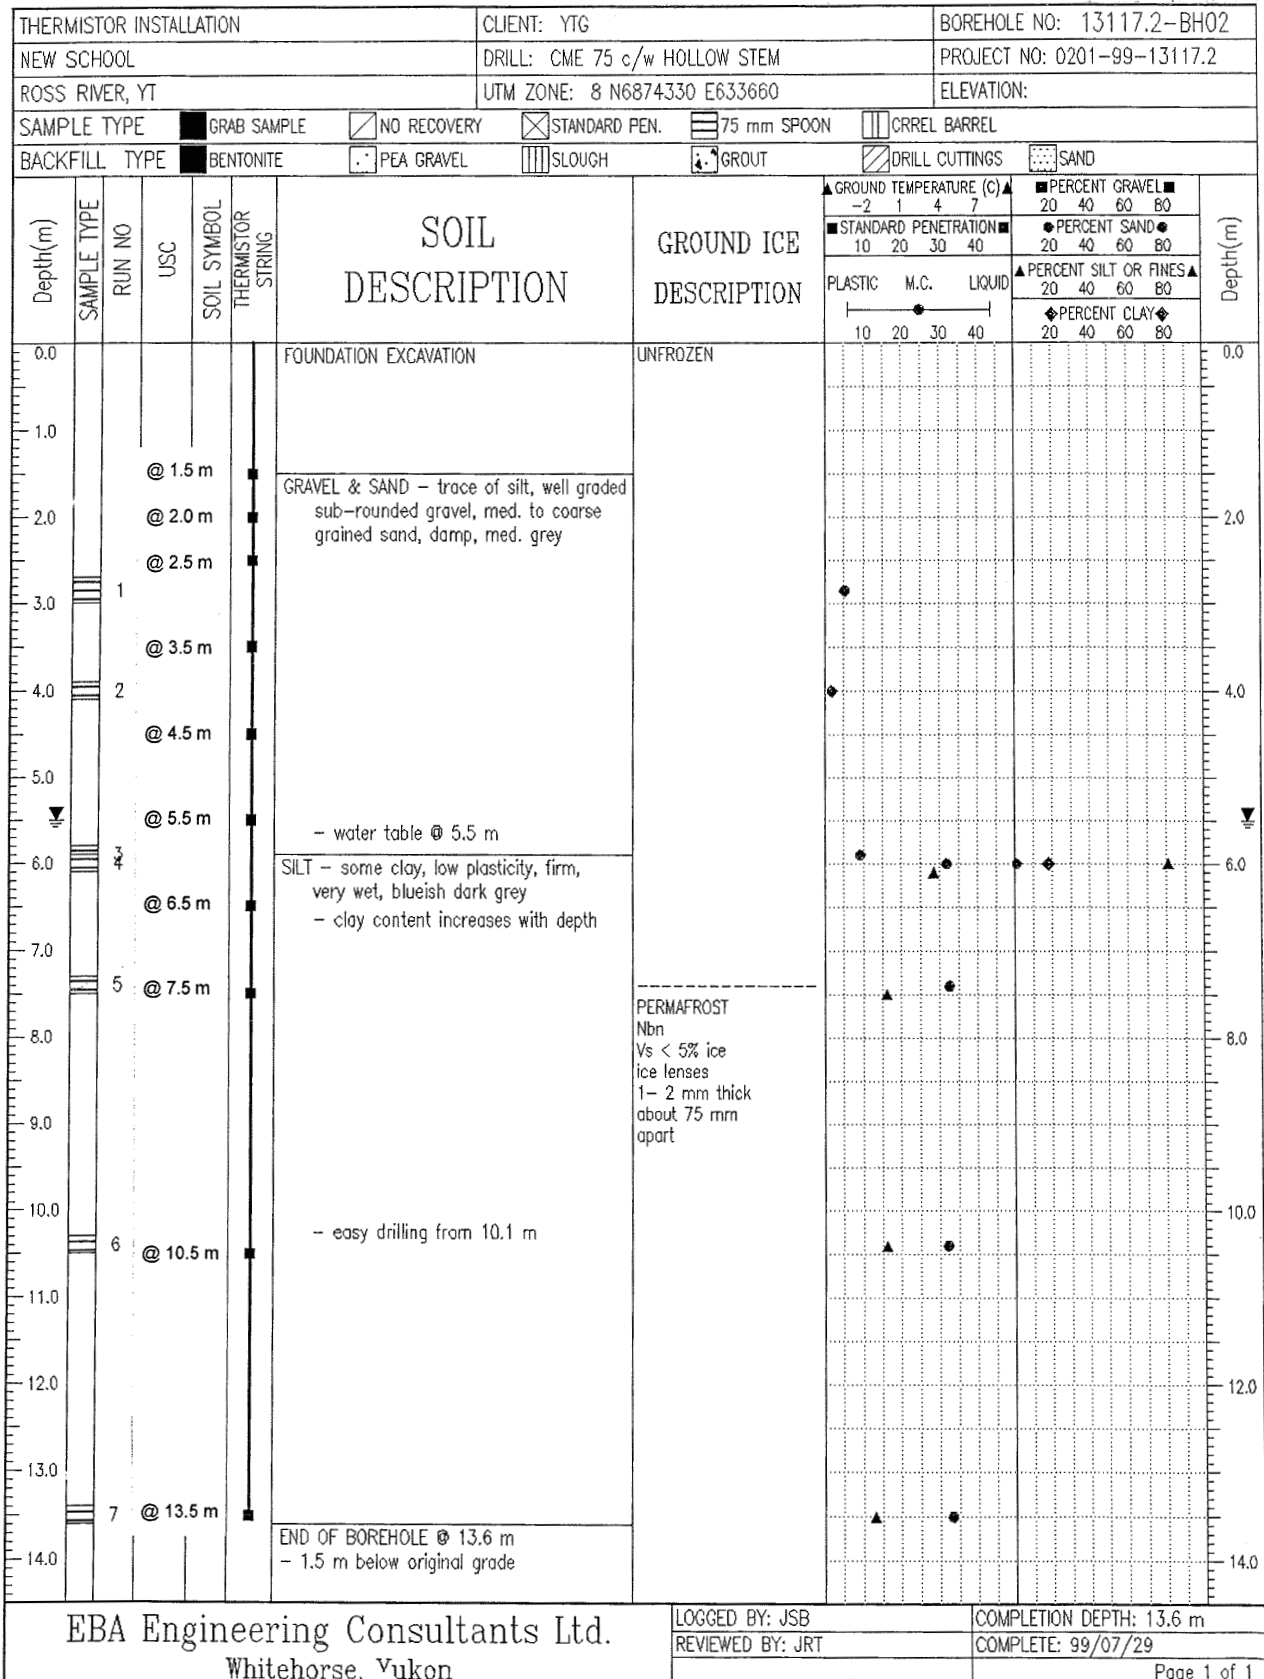 THERMISTOR INSTALLATION
CLIENT: YTG
BOREHOLE NO: 13117.2-BH02
NEW SCHOOL
DRILL: CME 75 c/w HOLLOW STEM
PROJECT NO: 0201-99-13117.2
ROSS RIVER, YT
UTM ZONE: 8 N6874330 E633660
ELEVATION:
SAMPLE TYPE GRAB SAMPLE NO RECOVERY STANDARD PEN. 75 mm SPOON CRREL BARREL
BACKFILL TYPE BENTONITE PEA GRAVEL SLOUGH GROUT DRILL CUTTINGS SAND
Depth(m)
SAMPLE TYPE
RUN NO
USC
SOIL SYMBOL
THERMISTOR
STRING
SOIL
DESCRIPTION
GROUND ICE
DESCRIPTION
▲GROUND TEMPERATURE (C)▲
-2 1 4 7
■STANDARD PENETRATION■
10 20 30 40
PLASTIC M.C. LIQUID
10 20 30 40
■PERCENT GRAVEL■
20 40 60 80
●PERCENT SAND●
20 40 60 80
▲PERCENT SILT OR FINES▲
20 40 60 80
◆PERCENT CLAY◆
20 40 60 80
Depth(m)
0.0
1.0
2.0
3.0
4.0
5.0
6.0
7.0
8.0
9.0
10.0
11.0
12.0
13.0
14.0
1
2
3
4
5
6
7
@ 1.5 m
@ 2.0 m
@ 2.5 m
@ 3.5 m
@ 4.5 m
@ 5.5 m
@ 6.5 m
@ 7.5 m
@ 10.5 m
@ 13.5 m
FOUNDATION EXCAVATION
GRAVEL & SAND - trace of silt, well graded
sub-rounded gravel, med. to coarse
grained sand, damp, med. grey
- water table @ 5.5 m
SILT - some clay, low plasticity, firm,
very wet, blueish dark grey
- clay content increases with depth
- easy drilling from 10.1 m
END OF BOREHOLE @ 13.6 m
- 1.5 m below original grade
UNFROZEN
PERMAFROST
Nbn
Vs < 5% ice
ice lenses
1- 2 mm thick
about 75 mm
apart
0.0
2.0
4.0
6.0
8.0
10.0
12.0
14.0
EBA Engineering Consultants Ltd.
Whitehorse, Yukon
LOGGED BY: JSB
COMPLETION DEPTH: 13.6 m
REVIEWED BY: JRT
COMPLETE: 99/07/29
Page 1 of 1